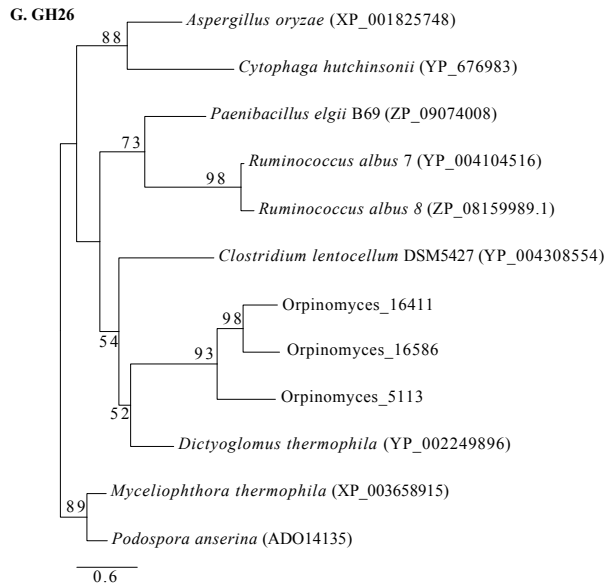 G. GH26
Aspergillus oryzae (XP_001825748)
88
Cytophaga hutchinsonii (YP_676983)
Paenibacillus elgii B69 (ZP_09074008)
73
Ruminococcus albus 7 (YP_004104516)
98
Ruminococcus albus 8 (ZP_08159989.1)
Clostridium lentocellum DSM5427 (YP_004308554)
Orpinomyces_16411
98
54
Orpinomyces_16586
93
Orpinomyces_5113
52
Dictyoglomus thermophila (YP_002249896)
Myceliophthora thermophila (XP_003658915)
89
Podospora anserina (ADO14135)
0.6